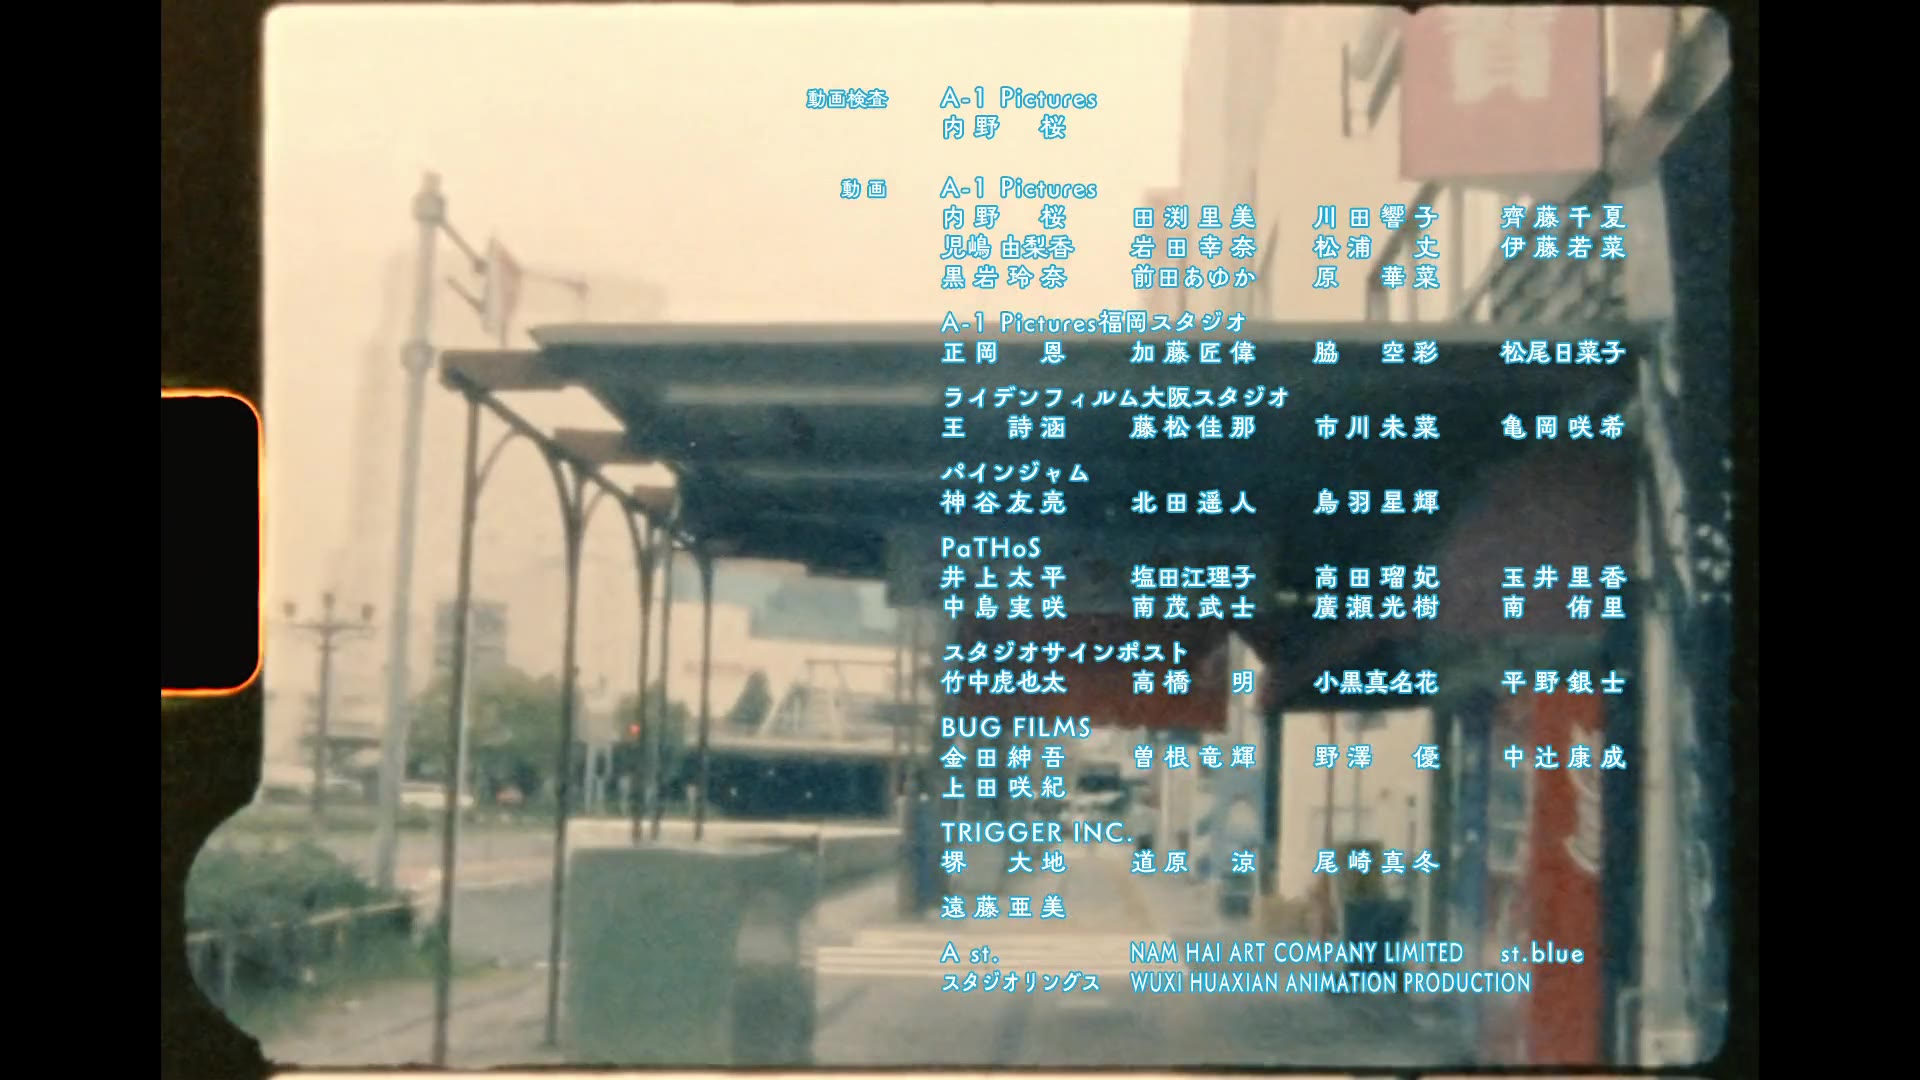 動画検査 A-1 Pictures
内野 桜
動画 A-1 Pictures
内野 桜 田渕里美 川田響子 齊藤千夏
児嶋由梨香 岩田幸奈 松浦 丈 伊藤若菜
黒岩玲奈 前田あゆか 原 華菜
A-1 Pictures福岡スタジオ
正岡 恩 加藤匠偉 脇 空彩 松尾日菜子
ライデンフィルム大阪スタジオ
王 詩涵 藤松佳那 市川未菜 亀岡咲希
パインジャム
神谷友亮 北田遥人 鳥羽星輝
PaTHoS
井上太平 塩田江理子 高田瑠妃 玉井里香
中島実咲 南茂武士 廣瀬光樹 南 侑里
スタジオサインポスト
竹中虎也太 高橋 明 小黒真名花 平野銀士
BUG FILMS
金田紳吾 曽根竜輝 野澤 優 中辻康成
上田咲紀
TRIGGER INC.
堺 大地 道原 涼 尾崎真冬
遠藤亜美
A st. NAM HAI ART COMPANY LIMITED st.blue
スタジオリングス WUXI HUAXIAN ANIMATION PRODUCTION